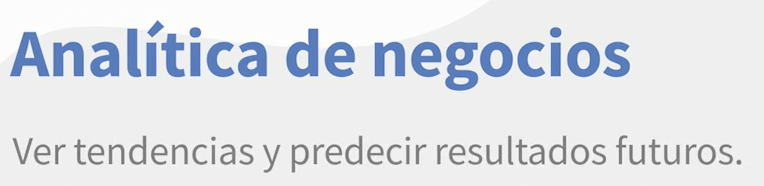 Analítica de negocios
Ver tendencias y predecir resultados futuros.